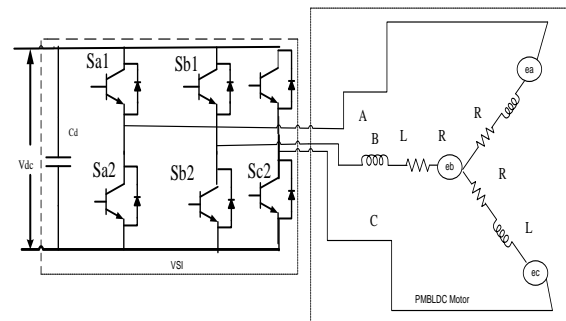 Sa1
Sb1
Cd
Vdc
Sa2
Sb2
Sc2
VSI
A
B
L
R
R
ea
eb
R
C
L
ec
PMBLDC Motor